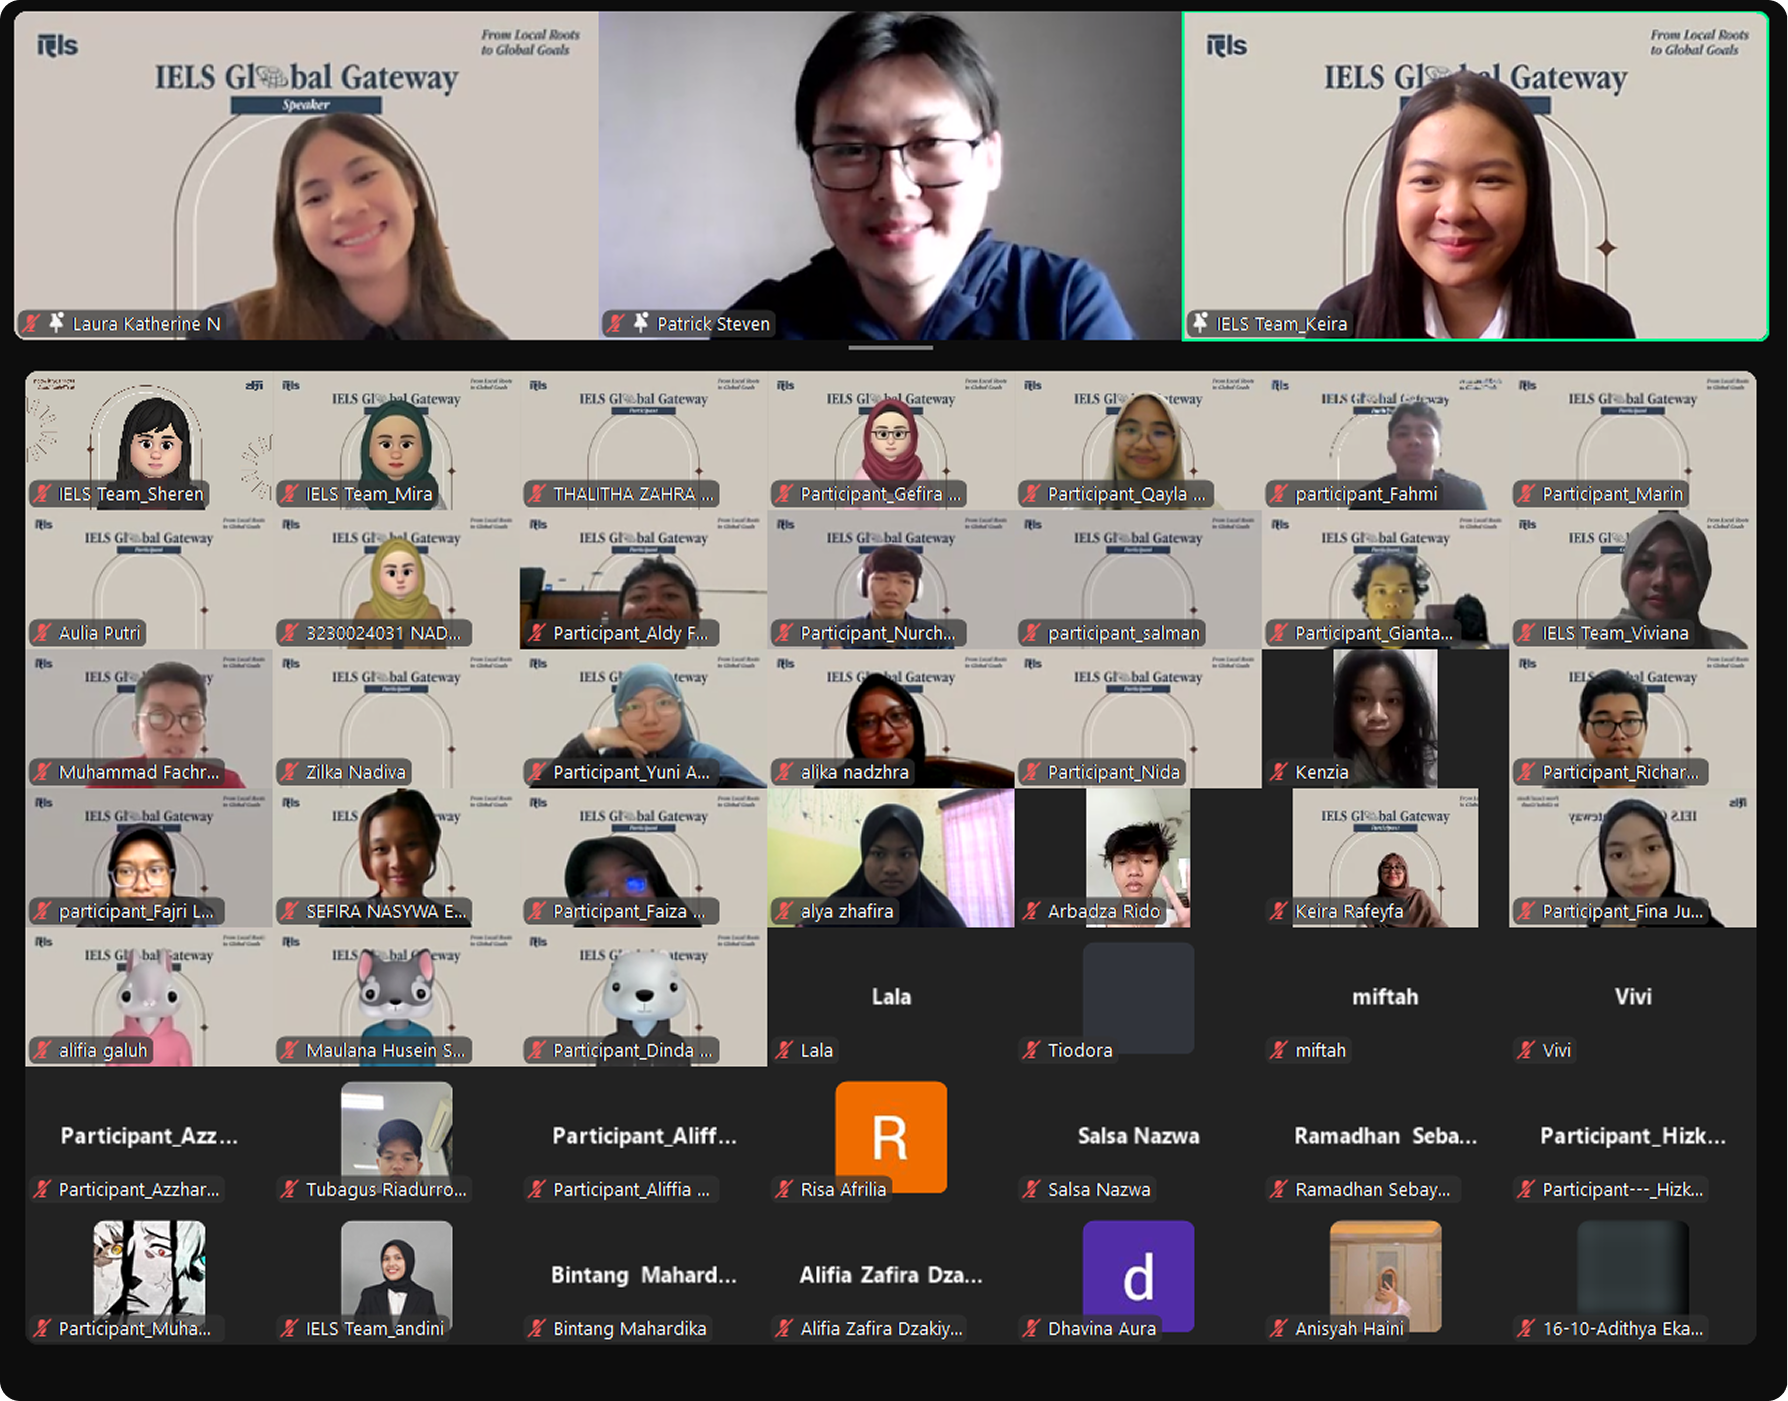 iels
From Local Roots
to Global Goals
IELS Global Gateway
Speaker
Laura Katherine N
Patrick Steven
iels
From Local Roots
to Global Goals
IELS Gl bal Gateway
IELS Team_Keira
IELS Team_Sheren
IELS Team_Mira
THALITHA ZAHRA ...
Participant_Gefira ...
Participant_Qayla ...
participant_Fahmi
Participant_Marin
Aulia Putri
3230024031 NAD...
Participant_Aldy F...
Participant_Nurch...
participant_salman
Participant_Gianta...
IELS Team_Viviana
Muhammad Fachr...
Zilka Nadiva
Participant_Yuni A...
alika nadzhra
Participant_Nida
Kenzia
Participant_Richar...
participant_Fajri L...
SEFIRA NASYWA E...
Participant_Faiza ...
alya zhafira
Arbadza Rido
Keira Rafeyfa
Participant_Fina Ju...
alifia galuh
Maulana Husein S...
Participant_Dinda ...
Lala
Lala
Tiodora
miftah
miftah
Vivi
Vivi
Participant_Azz...
Participant_Azzhar...
Tubagus Riadurro...
Participant_Aliff...
Participant_Aliffia ...
R
Risa Afrilia
Salsa Nazwa
Salsa Nazwa
Ramadhan Seba...
Ramadhan Sebay...
Participant_Hizk...
Participant---_Hizk...
Participant_Muha...
IELS Team_andini
Bintang Mahard...
Bintang Mahardika
Alifia Zafira Dza...
Alifia Zafira Dzakiy...
d
Dhavina Aura
Anisyah Haini
16-10-Adithya Eka...